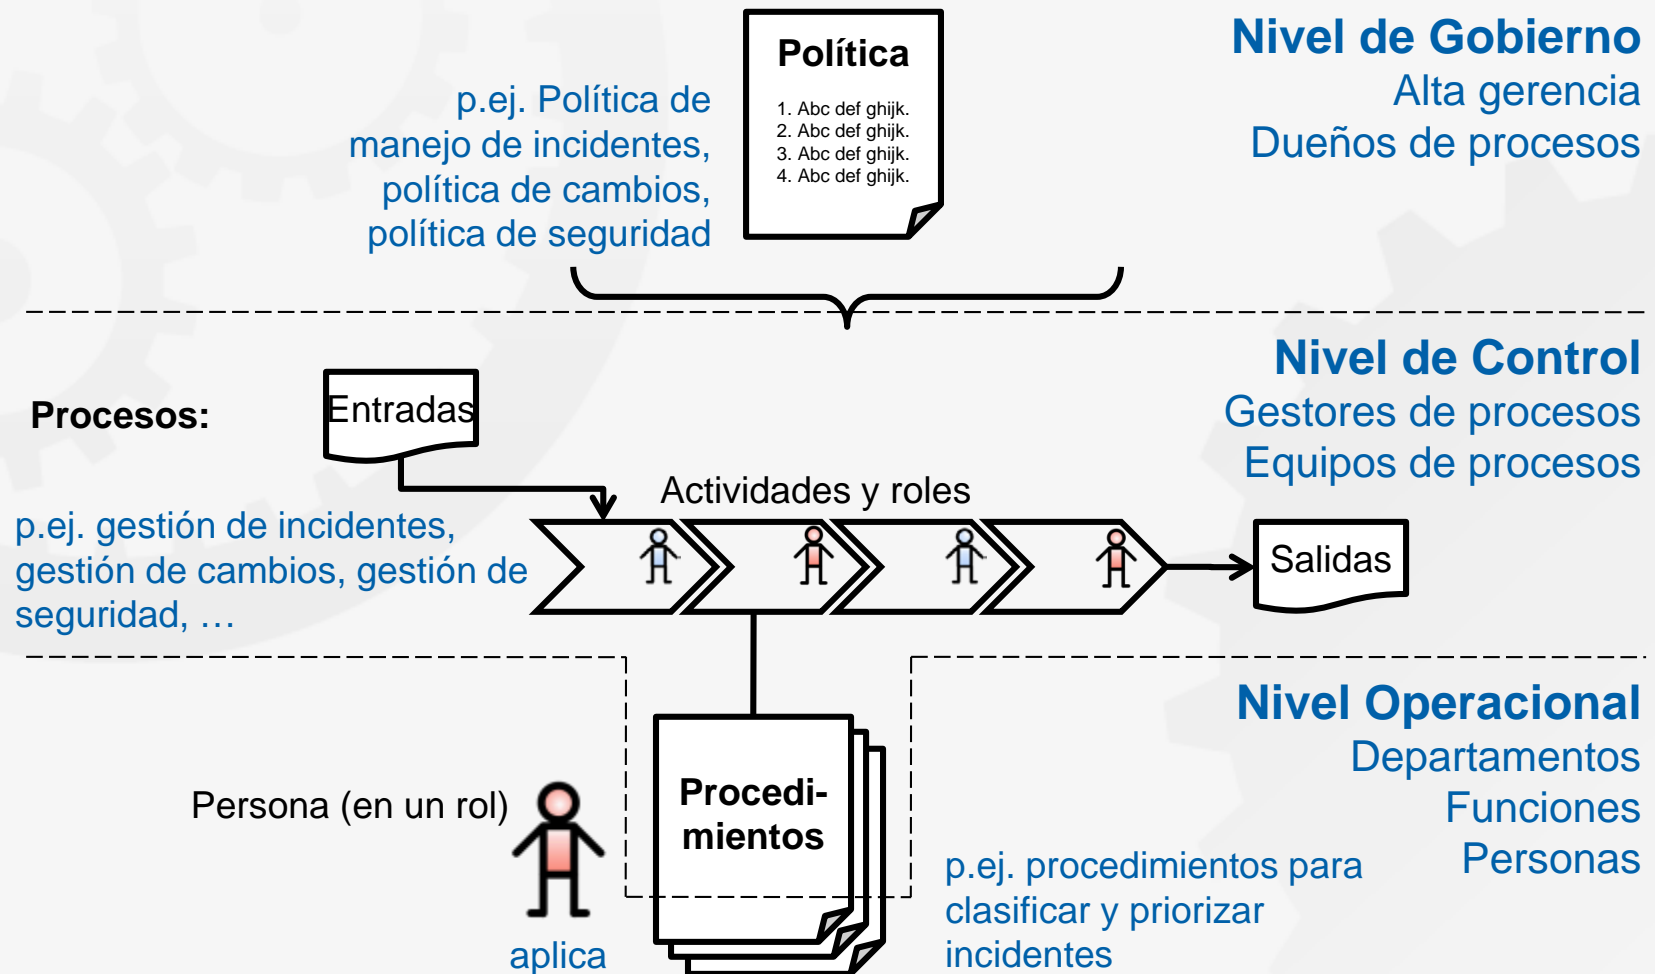 Política
1. Abc def ghijk.
2. Abc def ghijk.
3. Abc def ghijk.
4. Abc def ghijk.
p.ej. Política de
manejo de incidentes,
política de cambios,
política de seguridad
Nivel de Gobierno
Alta gerencia
Dueños de procesos
Nivel de Control
Gestores de procesos
Equipos de procesos
Procesos:
Entradas
Actividades y roles
p.ej. gestión de incidentes,
gestión de cambios, gestión de
seguridad, …
Salidas
Nivel Operacional
Departamentos
Funciones
Personas
Persona (en un rol)
aplica
Procedi-
mientos
p.ej. procedimientos para
clasificar y priorizar
incidentes